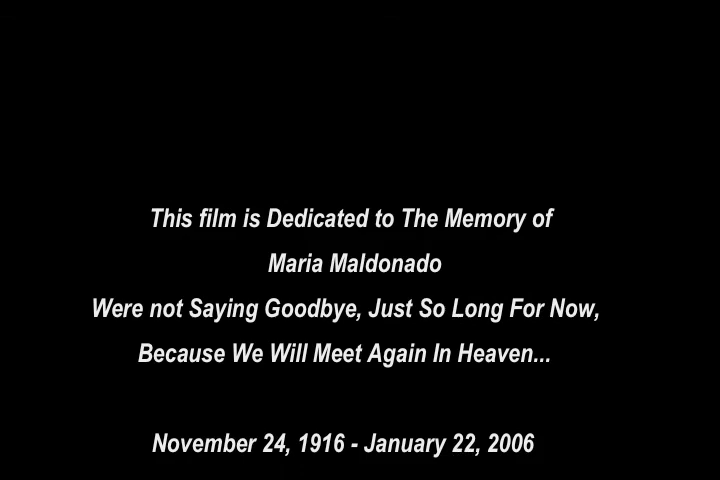 This film is Dedicated to The Memory of
Maria Maldonado
Were not Saying Goodbye, Just So Long For Now,
Because We Will Meet Again In Heaven...
November 24, 1916 - January 22, 2006